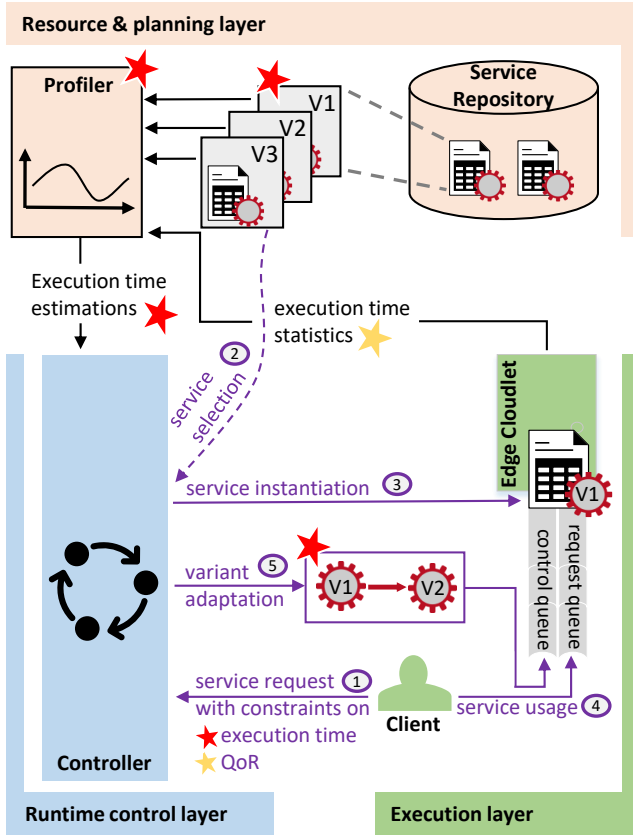 Resource & planning layer
Profiler
V1
V2
V3
Service
Repository
Execution time
estimations
execution time
statistics
2
service
selection
Edge Cloudlet
V1
service instantiation
3
control queue
request queue
variant
5
adaptation
V1
V2
service request
1
with constraints on
execution time
QoR
Client
service usage
4
Controller
Runtime control layer
Execution layer